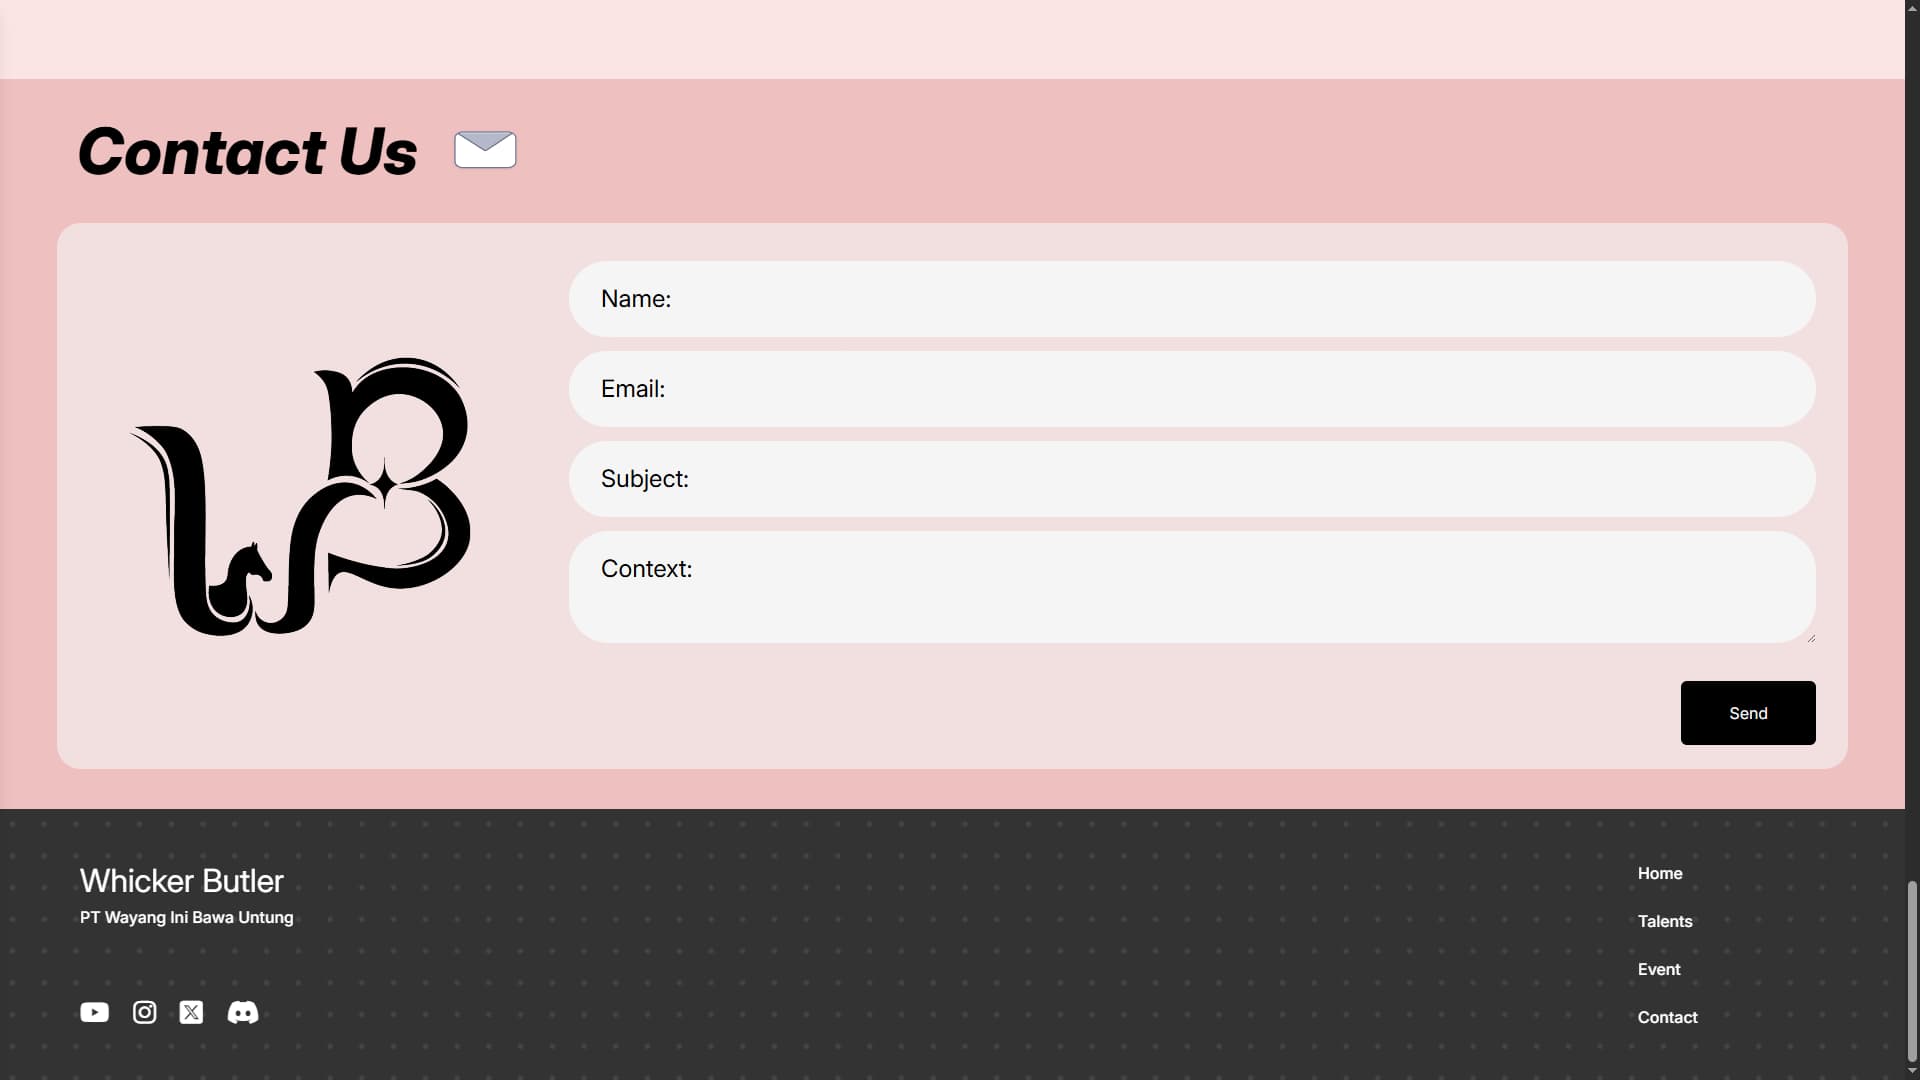 Contact Us
Name:
Email:
Subject:
Context:
Send
Whicker Butler
PT Wayang Ini Bawa Untung
Home
Talents
Event
Contact